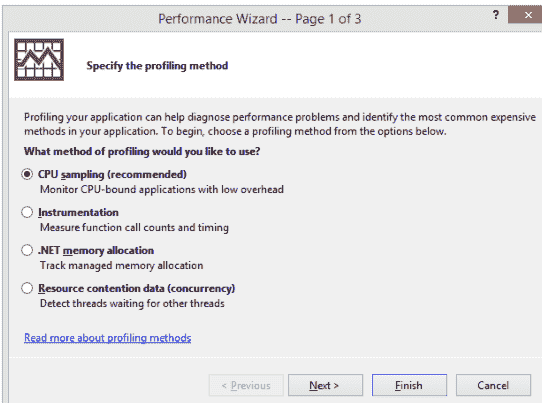 Performance Wizard -- Page 1 of 3
?
Specify the profiling method
Profiling your application can help diagnose performance problems and identify the most common expensive
methods in your application. To begin, choose a profiling method from the options below.
What method of profiling would you like to use?
CPU sampling (recommended)
Monitor CPU-bound applications with low overhead
Instrumentation
Measure function call counts and timing
.NET memory allocation
Track managed memory allocation
Resource contention data (concurrency)
Detect threads waiting for other threads
Read more about profiling methods
< Previous
Next >
Finish
Cancel